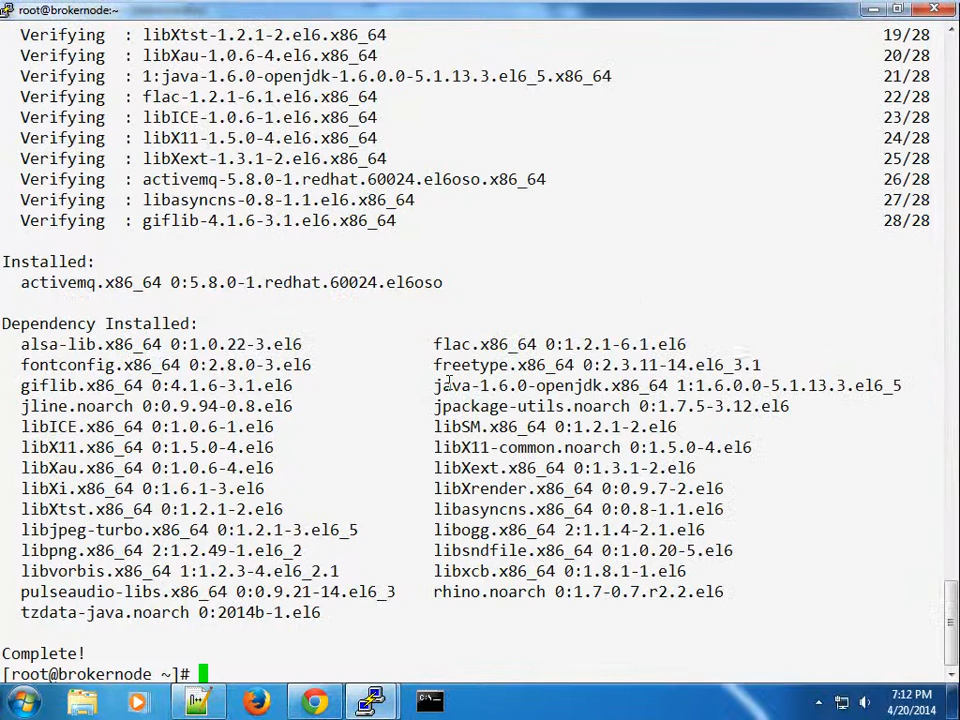 root@brokernode:~
Verifying : libXtst-1.2.1-2.el6.x86_64 19/28
Verifying : libXau-1.0.6-4.el6.x86_64 20/28
Verifying : 1:java-1.6.0-openjdk-1.6.0.0-5.1.13.3.el6_5.x86_64 21/28
Verifying : flac-1.2.1-6.1.el6.x86_64 22/28
Verifying : libICE-1.0.6-1.el6.x86_64 23/28
Verifying : libX11-1.5.0-4.el6.x86_64 24/28
Verifying : libXext-1.3.1-2.el6.x86_64 25/28
Verifying : activemq-5.8.0-1.redhat.60024.el6oso.x86_64 26/28
Verifying : libasyncns-0.8-1.1.el6.x86_64 27/28
Verifying : giflib-4.1.6-3.1.el6.x86_64 28/28
Installed:
activemq.x86_64 0:5.8.0-1.redhat.60024.el6oso
Dependency Installed:
alsa-lib.x86_64 0:1.0.22-3.el6 flac.x86_64 0:1.2.1-6.1.el6
fontconfig.x86_64 0:2.8.0-3.el6 freetype.x86_64 0:2.3.11-14.el6_3.1
giflib.x86_64 0:4.1.6-3.1.el6 java-1.6.0-openjdk.x86_64 1:1.6.0.0-5.1.13.3.el6_5
jline.noarch 0:0.9.94-0.8.el6 jpackage-utils.noarch 0:1.7.5-3.12.el6
libICE.x86_64 0:1.0.6-1.el6 libSM.x86_64 0:1.2.1-2.el6
libX11.x86_64 0:1.5.0-4.el6 libX11-common.noarch 0:1.5.0-4.el6
libXau.x86_64 0:1.0.6-4.el6 libXext.x86_64 0:1.3.1-2.el6
libXi.x86_64 0:1.6.1-3.el6 libXrender.x86_64 0:0.9.7-2.el6
libXtst.x86_64 0:1.2.1-2.el6 libasyncns.x86_64 0:0.8-1.1.el6
libjpeg-turbo.x86_64 0:1.2.1-3.el6_5 libogg.x86_64 2:1.1.4-2.1.el6
libpng.x86_64 2:1.2.49-1.el6_2 libsndfile.x86_64 0:1.0.20-5.el6
libvorbis.x86_64 1:1.2.3-4.el6_2.1 libxcb.x86_64 0:1.8.1-1.el6
pulseaudio-libs.x86_64 0:0.9.21-14.el6_3 rhino.noarch 0:1.7-0.7.r2.2.el6
tzdata-java.noarch 0:2014b-1.el6
Complete!
[root@brokernode ~]#
7:12 PM
4/20/2014